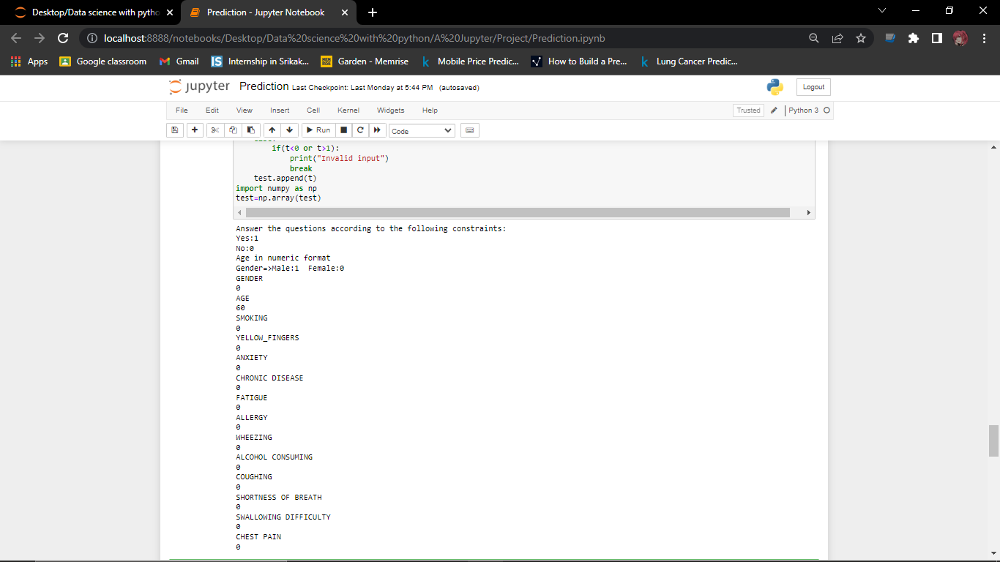 Desktop/Data science with pytho
Prediction - Jupyter Notebook
localhost:8888/notebooks/Desktop/Data%20science%20with%20python/A%20Jupyter/Project/Prediction.ipynb
Apps
Google classroom
Gmail
IS
Internship in Srikak...
MEM RISE
Garden - Memrise
k
Mobile Price Predic...
How to Build a Pre...
k
Lung Cancer Predic...
jupyter
Prediction Last Checkpoint: Last Monday at 5:44 PM (autosaved)
Logout
File Edit View Insert Cell Kernel Widgets Help
Trusted
Python 3
Run
Code
if(t<0 or t>1):
print("Invalid input")
break
test.append(t)
import numpy as np
test=np.array(test)
Answer the questions according to the following constraints:
Yes:1
No:0
Age in numeric format
Gender=>Male:1  Female:0
GENDER
0
AGE
60
SMOKING
0
YELLOW_FINGERS
0
ANXIETY
0
CHRONIC DISEASE
0
FATIGUE
0
ALLERGY
0
WHEEZING
0
ALCOHOL CONSUMING
0
COUGHING
0
SHORTNESS OF BREATH
0
SWALLOWING DIFFICULTY
0
CHEST PAIN
0